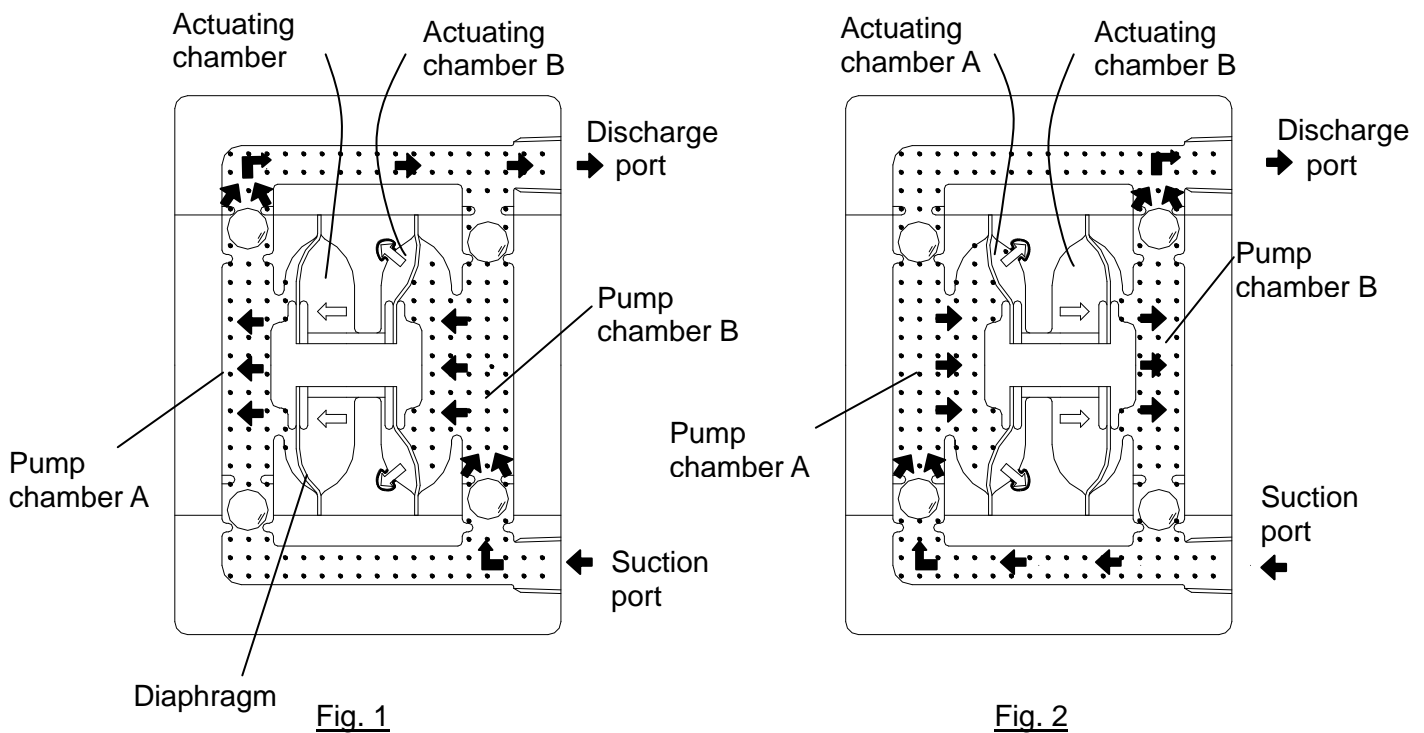 Actuating
chamber
Actuating
chamber B
Discharge
port
Pump
chamber B
Pump
chamber A
Suction
port
Diaphragm
Fig. 1
Actuating
chamber A
Actuating
chamber B
Discharge
port
Pump
chamber B
Pump
chamber A
Suction
port
Fig. 2